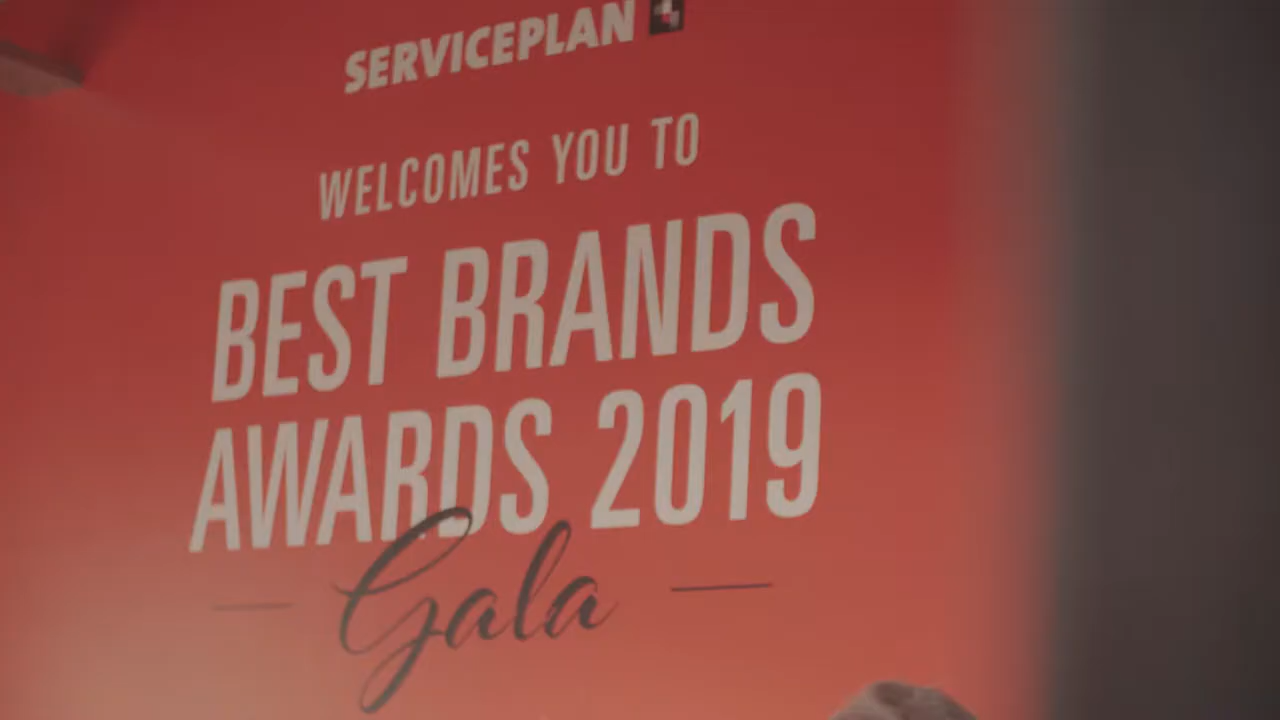 SERVICEPLAN
WELCOMES YOU TO
BEST BRANDS
AWARDS 2019
Gala